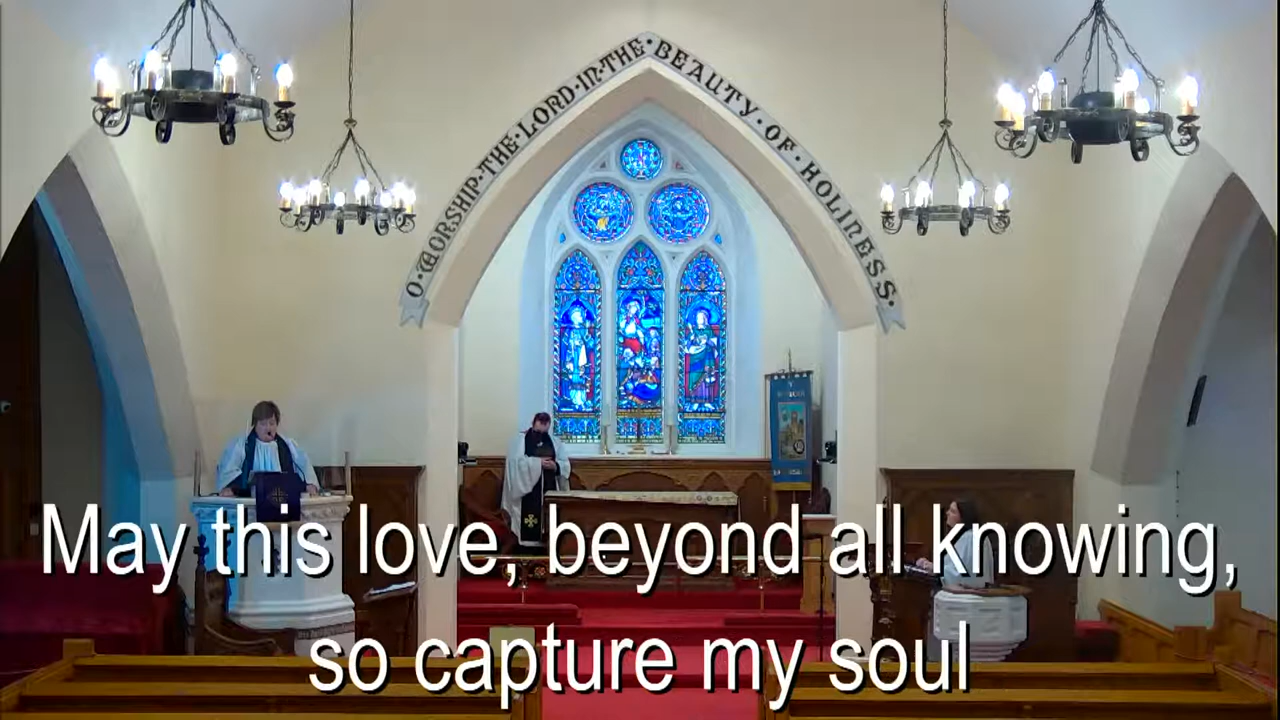 O·WORSHIP·THE·LORD·IN·THE·BEAUTY·OF·HOLINESS·
May this love, beyond all knowing,
so capture my soul